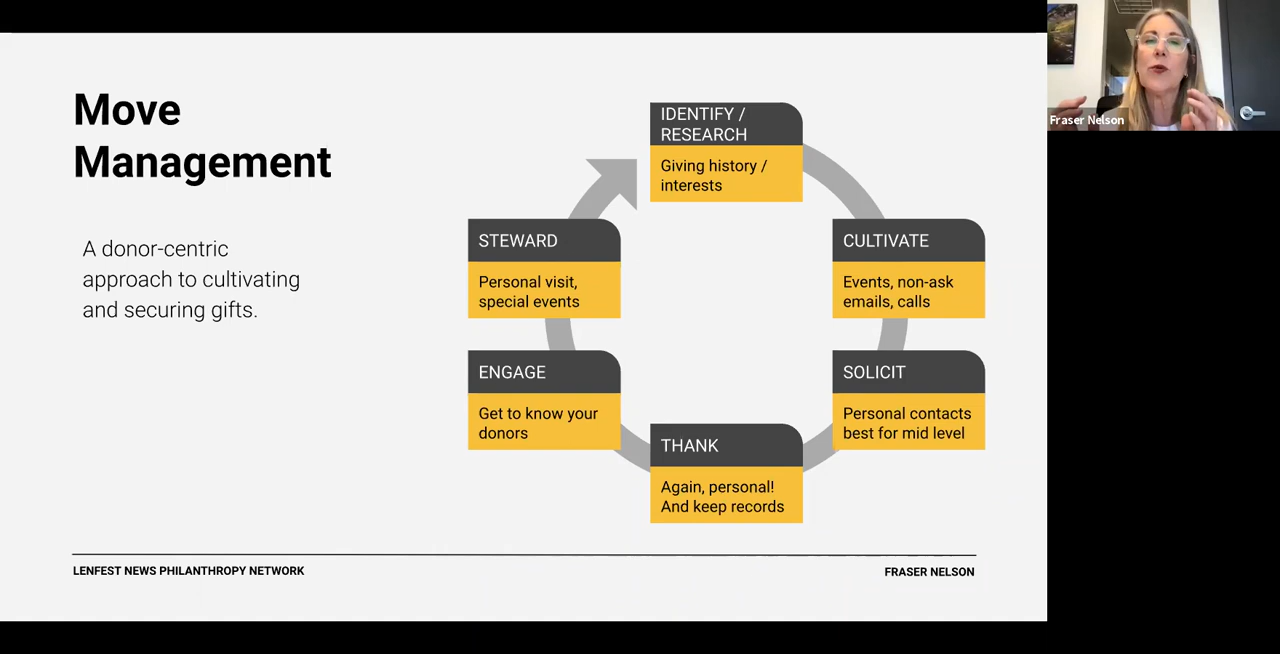 Move
Management
A donor-centric
approach to cultivating
and securing gifts.
IDENTIFY /
RESEARCH
Giving history /
interests
CULTIVATE
Events, non-ask
emails, calls
SOLICIT
Personal contacts
best for mid level
THANK
Again, personal!
And keep records
ENGAGE
Get to know your
donors
STEWARD
Personal visit,
special events
LENFEST NEWS PHILANTHROPY NETWORK
FRASER NELSON
Fraser Nelson